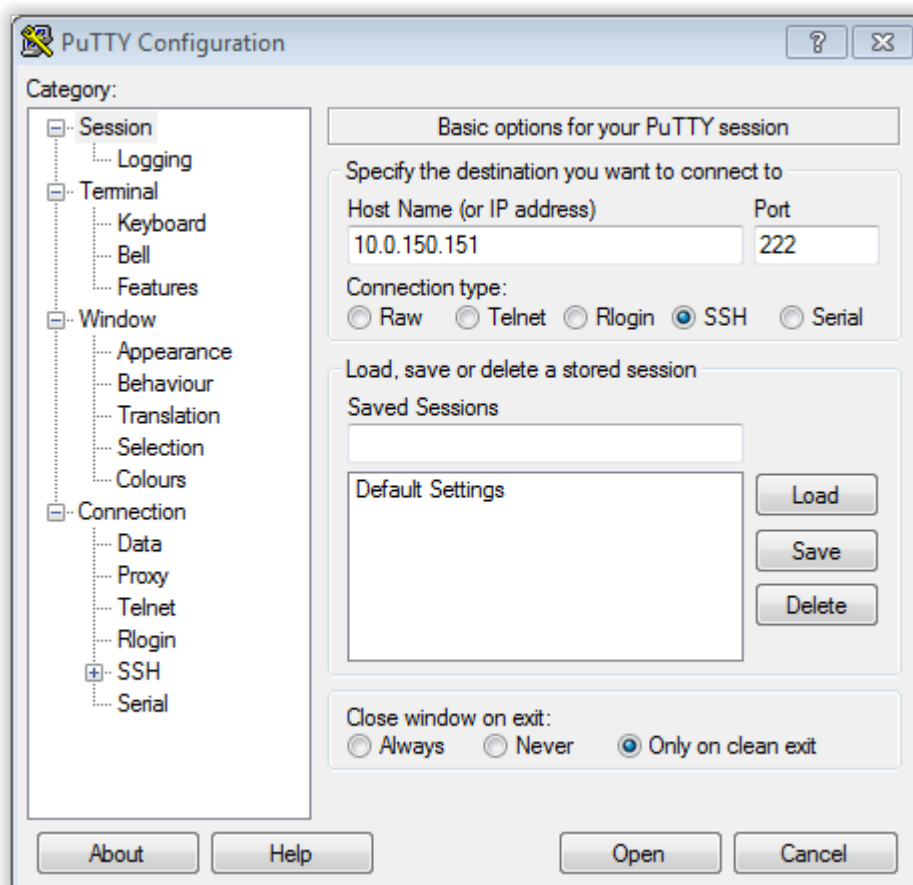 PuTTY Configuration
Category:
Session
Logging
Terminal
Keyboard
Bell
Features
Window
Appearance
Behaviour
Translation
Selection
Colours
Connection
Data
Proxy
Telnet
Rlogin
SSH
Serial
Basic options for your PuTTY session
Specify the destination you want to connect to
Host Name (or IP address) Port
10.0.150.151 222
Connection type:
Raw Telnet Rlogin SSH Serial
Load, save or delete a stored session
Saved Sessions
Default Settings
Load
Save
Delete
Close window on exit:
Always Never Only on clean exit
About Help Open Cancel